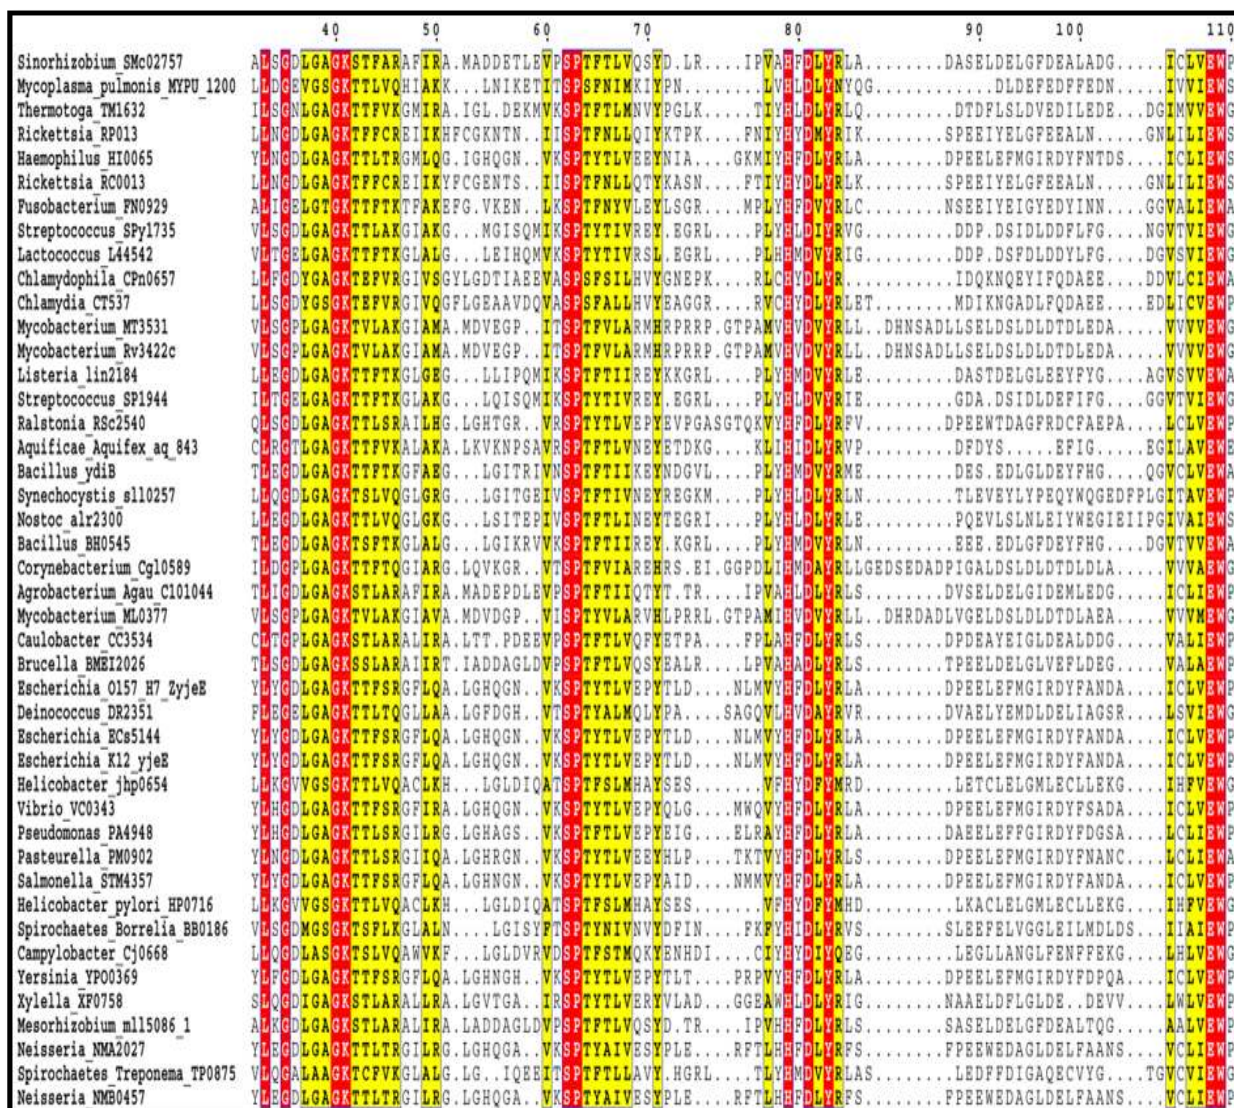 40 50 60 70 80 90 100 110
Sinorhizobium_SMc02757 ALSGDLGAGKSTFARAFIRA.MADDETLEVPSPTFTLVQSYD.LR....IPVAHFDLYRLA........DASELDELGFDEALADG....ICLVEWP
Mycoplasma_pulmonis_MYPU_1200 LLDGEVGSGKTTLVQHIAKK...LNIKETITSPSFNIMKIYPN......LVHLDLYNYQG............DLDEFEDFFEDN....IVVIEWS
Thermotoga_TM1632 ILSGNLGAGKTTFVKGMIRA.IGL.DEKMVKSPTFTLMNVYPGLK....TIYHLDLYRLQ.........DTDFLSLDVEDILEDE...DGIMVVEWG
Rickettsia_RP013 LLNGDLGAGKTFFCREIIKHFCGKNTN..IISPTFNLLQIYKTPK....FNIYHYDMYRIK........SPEEIYELGFEEALN....GNLILIEWS
Haemophilus_HI0065 YLNGDLGAGKTTLTRGMLQG.IGHQGN..VKSPTYTLVEEYNIA....GKMIYHFDLYRLA........DPEELEFMGIRDYFNTDS....ICLIEWS
Rickettsia_RC0013 LLNGDLGAGKTFFCREIIKYFCGENTS..IISPTFNLLQTYKASN....FTIYHYDLYRLK........SPEEIYELGFEEALN....GNLILIEWS
Fusobacterium_FN0929 ALIGELGTGKTTFTKTFAKEFG.VKEN..LKSPTFNYVLEYLSGR....MPLYHFDVYRLC........NSEEIYEIGYEDYINN....GGVALIEWA
Streptococcus_SPy1735 VLSGDLGAGKTTLAKGIAKG...MGISQMIKSPTYTIVREY.EGRL....PLYHLDIYRVG........DDP.DSIDLDDFLFG....NGVTVIEWG
Lactococcus_L44542 VLTGELGAGKTTFTKGLALG...LEIHQMVKSPTYTIVRSL.EGRL....PLHHMDVYRIG........DDP.DSFDLDDYLFG....DGVSVIEWG
Chlamydophila_CPn0657 LLFGDYGAGKTEFVRGIVSGYLGDTIAEEVASPSFSILHVYGNEPK....RLCHYDLYR..........IDQKNQEYIFQDAEE....DDVLCIEWA
Chlamydia_CT537 LLSGDYGSGKTEFVRGIVQGFLGEAAVDQVASPSFALLHVYEAGGR....RVCHYDLYRLET.......MDIKNGADLFQDAEE....EDLICVEWP
Mycobacterium_MT3531 VLSGPLGAGKTVLAKGIAMA.MDVEGP..ITSPTFVLARMHRPRRP.GTPAMVHVDVYRLL..DHNSADLLSELDSLDLDTDLEDA....VVVVEWG
Mycobacterium_Rv3422c VLSGPLGAGKTVLAKGIAMA.MDVEGP..ITSPTFVLARMHRPRRP.GTPAMVHVDVYRLL..DHNSADLLSELDSLDLDTDLEDA....VVVVEWG
Listeria_lin2184 LLEGDLGAGKTTFTKGLGEG...LLIPQMIKSPTFTIIREYKKGRL....PLYHMDVYRLE........DASTDELGLEEYFYG....AGVSVVEWA
Streptococcus_SP1944 ILTGELGAGKTTFTKGLAKG...LQISQMIKSPTYTIVREY.EGRL....PLYHLDVYRIE........GDA.DSIDLDEFIFG....GGVTVIEWG
Ralstonia_RSc2540 QLSGDLGAGKTTLSRAILHG.LGHTGR..VRSPTYTLVEPYEVPGASGTQKVYHFDLYRFV........DPEEWTDAGFRDCFAEPA....LCLVEWP
Aquificae_Aquifex_aq_843 CLRGTLGAGKTTFVKALAKA.LKVKNPSAVRSPTFTLVNEYETDKG....KLIHIDLYRVP........DFDYS.....EFIG....EGILAVEWE
Bacillus_ydiB TLEGDLGAGKTTFTKGFAEG...LGITRIVNSPTFTIIKEYNDGVL....PLYHMDVYRME........DES.EDLGLDEYFHG....QGVCLVEWA
Synechocystis_sll0257 LLQGDLGAGKTSLVQGLGRG...LGITGEIVSPTFTIVNEYREGKM....PLYHLDLYRLN........TLEVEYLYPEQYWQGEDFPLGITAVEWP
Nostoc_alr2300 LLEGDLGAGKTTLVQGLGKG...LSITEPIVSPTFTLINEYTEGRI....PLYHLDLYRLE........PQEVLSLNLEIYWEGIEIIPGIVAIEWS
Bacillus_BH0545 TLEGDLGAGKTSFTKGLALG...LGIKRVVKSPTFTIIREY.KGRL....PLYHMDVYRLN........EEE.EDLGFDEYFHG....DGVTVVEWA
Corynebacterium_Cgl0589 ILDGPLGAGKTTFTQGIARG.LQVKGR..VTSPTFVIAREHRS.EI.GGPDLIHMDAYRLLGEDSEDADPIGALDSLDLDTDLDLA....VVVAEWG
Agrobacterium_Agau_C101044 TLIGDLGAGKSTLARAFIRA.MADEPDLEVPSPTFTIIQTYT.TR....IPVAHLDLYRLS........DVSELDELGIDEMLEDG....ICLVEWP
Mycobacterium_ML0377 VLSGPLGAGKTVLAKGIAVA.MDVDGP..VISPTYVLARVHLPRRL.GTPAMIHVDVYRLL..DHRDADLVGELDSLDLDTDLAEA....VVVMEWG
Caulobacter_CC3534 CLTGPLGAGKSTLARALIRA.LTT.PDEEVPSPTFTLVQFYETPA....FPLAHFDLYRLS........DPDEAYEIGLDEALDDG....VALIEWP
Brucella_BMEI2026 TLSGDLGAGKSSLARAIIRT.IADDAGLDVPSPTFTLVQSYEALR....LPVAHADLYRLS........TPEELDELGLVEFLDEG....VALAEWP
Escherichia_O157_H7_ZyjeE YLYGDLGAGKTTFSRGFLQA.LGHQGN..VKSPTYTLVEPYTLD....NLMVYHFDLYRLA........DPEELEFMGIRDYFANDA....ICLVEWP
Deinococcus_DR2351 FLEGELGAGKTTLTQGLLAA.LGFDGH..VTSPTYALMQLYPA.....SAGQVLHVDAYRVR........DVAELYEMDLDELIAGSR....LSVIEWG
Escherichia_ECs5144 YLYGDLGAGKTTFSRGFLQA.LGHQGN..VKSPTYTLVEPYTLD....NLMVYHFDLYRLA........DPEELEFMGIRDYFANDA....ICLVEWP
Escherichia_K12_yjeE YLYGDLGAGKTTFSRGFLQA.LGHQGN..VKSPTYTLVEPYTLD....NLMVYHFDLYRLA........DPEELEFMGIRDYFANDA....ICLVEWP
Helicobacter_jhp0654 LLKGVVGSGKTTLVQACLKH...LGLDIQATSPTFSLMHAYSES......VFHYDFYMRD.........LETCLELGMLECLLEKG....IHFVEWG
Vibrio_VC0343 YLHGDLGAGKTTFSRGFIRA.LGHQGN..VKSPTYTLVEPYQLG....MWQVYHFDLYRLA........DPEELEFMGIRDYFSADA....ICLVEWP
Pseudomonas_PA4948 YLHGDLGAGKTTLSRGILRG.LGHAGS..VKSPTFTLVEPYEIG....ELRAYHFDLYRLA........DAEELEFFGIRDYFDGSA....LCLIEWP
Pasteurella_PM0902 YLNGDLGAGKTTLSRGIIQA.LGHRGN..VKSPTYTLVEEYHLP....TKTVYHFDLYRLS........DPEELEFMGIRDYFNANC....LCLIEWA
Salmonella_STM4357 YLYGDLGAGKTTFSRGFLQA.LGHNGN..VKSPTYTLVEPYAID....NMMVYHFDLYRLA........DPEELEFMGIRDYFANDA....ICLVEWP
Helicobacter_pylori_HP0716 LLKGVVGSGKTTLVQACLKH...LGLDIQATSPTFSLMHAYSES......VFHYDFYMHD.........LKACLELGMLECLLEKG....IHFVEWG
Spirochaetes_Borrelia_BB0186 VLSGDMGSGKTSFLKGLALN...LGISYFTSPTYNIVNVYDFIN....FKFYHIDLYRVS........SLEEFELVGGLEILMDLDS....IIAIEWP
Campylobacter_Cj0668 LLQGDLASGKTSLVQAWVKF...LGLDVRVDSPTFSTMQKYENHDI....CIYHYDIYQEG........LEGLLANGLFENFFEKG....LHLVEWG
Yersinia_YPO0369 YLFGDLGAGKTTFSRGFLQA.LGHNGH..VKSPTYTLVEPYTLT....PRPVYHFDLYRLA........DPEELEFMGIRDYFDPQA....ICLVEWP
Xylella_XF0758 SLQGDIGAGKSTLARALLRA.LGVTGA..IRSPTYTLVERYVLAD....GGEAWHLDLYRIG........NAAELDFLGLDE..DEVV....LWLVEWP
Mesorhizobium_mll5086_1 ALKGDLGAGKSTLARALIRA.LADDAGLDVPSPTFTLVQSYD.TR....IPVHHFDLYRLS........SASELDELGFDEALTQG....AALVEWP
Neisseria_NMA2027 YLEGDLGAGKTTLTRGILRG.LGHQGA..VKSPTYAIVESYPLE....RFTLHHFDLYRFS........FPEEWEDAGLDELFAANS....VCLIEWP
Spirochaetes_Treponema_TP0875 VLQGALAAGKTCFVKGLALG.LG..IQEEITSPTFTLLAVY.HGRL....TLYHMDVYRLAS.......LEDFFDIGAQECVYG....TGVCVIEWG
Neisseria_NMB0457 YLEGDLGAGKTTLTRGILRG.LGHQGA..VKSPTYAIVESYPLE....RFTLHHFDLYRFS........FPEEWEDAGLDELFAANS....VCLIEWP